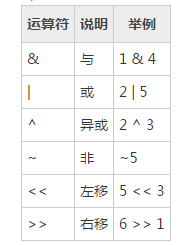 运算符 说明 举例
& 与 1 & 4
| 或 2 | 5
^ 异或 2 ^ 3
~ 非 ~5
<< 左移 5 << 3
>> 右移 6 >> 1